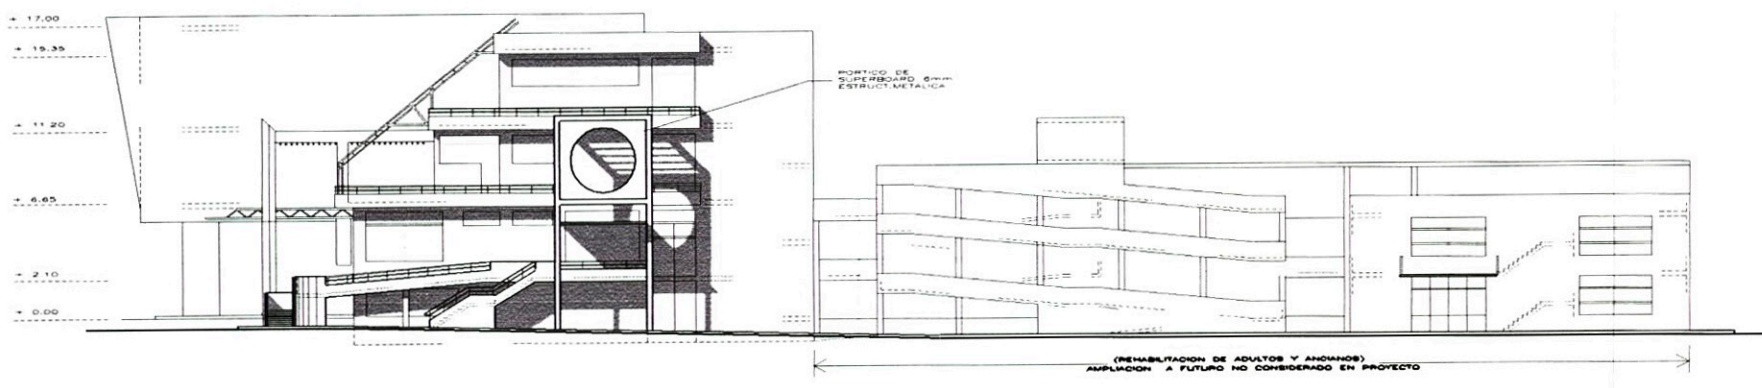 + 17.00
+ 15.35
PORTICO DE
SUPERBOARD 6mm
ESTRUCT.METALICA
+ 11.20
+ 6.65
+ 2.10
+ 0.00
(REHABILITACION DE ADULTOS Y ANCIANOS)
AMPLIACION A FUTURO NO CONSIDERADO EN PROYECTO